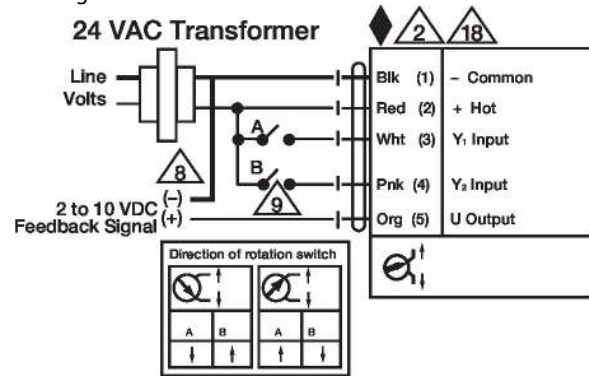 24 VAC Transformer
2
18
Line
Volts
Blk (1) – Common
Red (2) + Hot
A
Wht (3) Y₁ Input
B
Pnk (4) Y₂ Input
8
9
(–)
2 to 10 VDC
Feedback Signal (+)
Org (5) U Output
Direction of rotation switch
A B A B